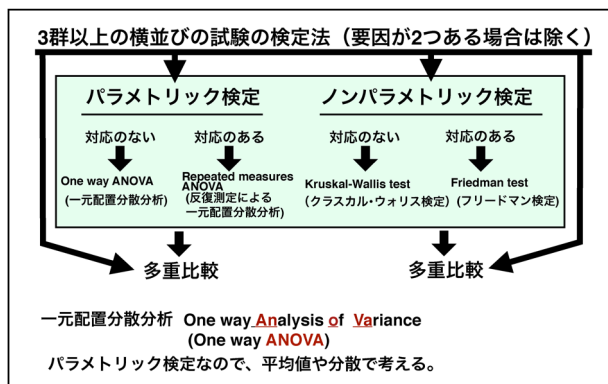 3群以上の横並びの試験の検定法（要因が2つある場合は除く）
パラメトリック検定
ノンパラメトリック検定
対応のない
対応のある
対応のない
対応のある
One way ANOVA
(一元配置分散分析)
Repeated measures
ANOVA
(反復測定による
一元配置分散分析)
Kruskal-Wallis test
(クラスカル・ウォリス検定)
Friedman test
(フリードマン検定)
多重比較
多重比較
一元配置分散分析 One way Analysis of Variance
(One way ANOVA)
パラメトリック検定なので、平均値や分散で考える。